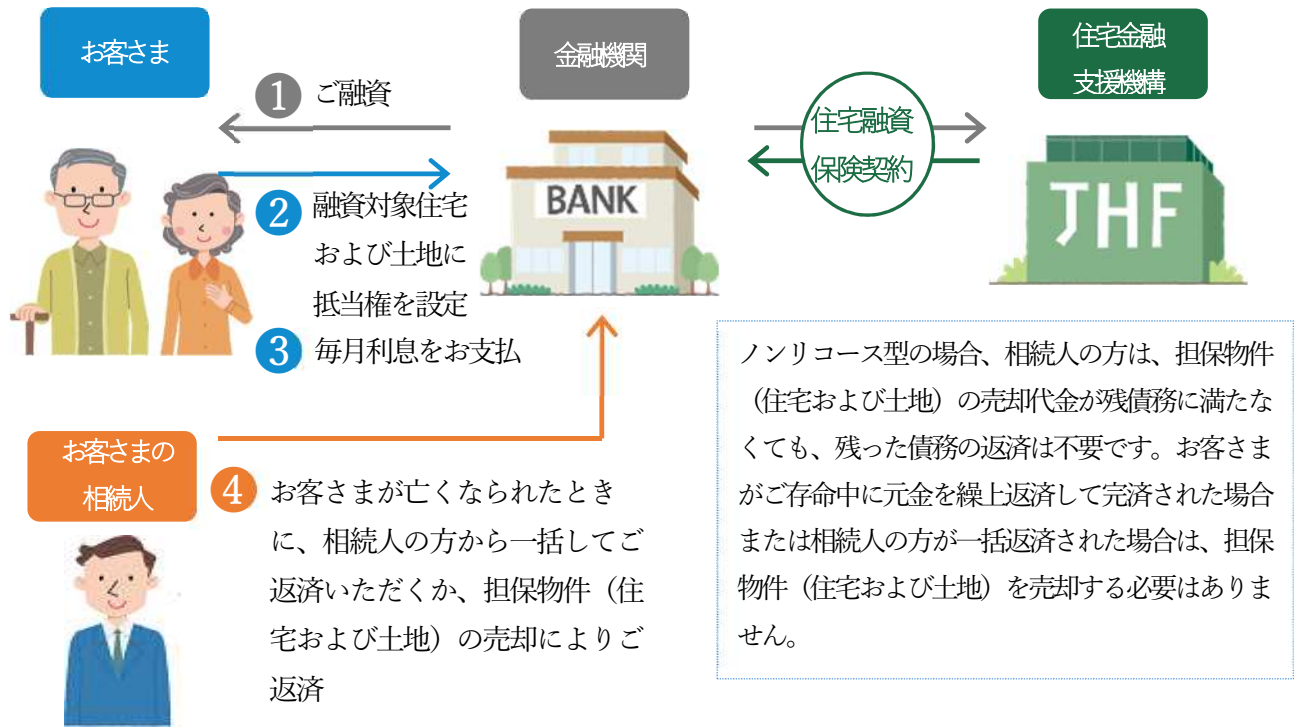 お客さま
金融機関
住宅金融
支援機構
1 ご融資
住宅融資
保険契約
BANK
JHF
2 融資対象住宅
および土地に
抵当権を設定
3 毎月利息をお支払
お客さまの
相続人
4 お客さまが亡くなられたとき
に、相続人の方から一括してご
返済いただくか、担保物件（住
宅および土地）の売却によりご
返済
ノンリコース型の場合、相続人の方は、担保物件
（住宅および土地）の売却代金が残債務に満たな
くても、残った債務の返済は不要です。お客さま
がご存命中に元金を繰上返済して完済された場合
または相続人の方が一括返済された場合は、担保
物件（住宅および土地）を売却する必要はありま
せん。